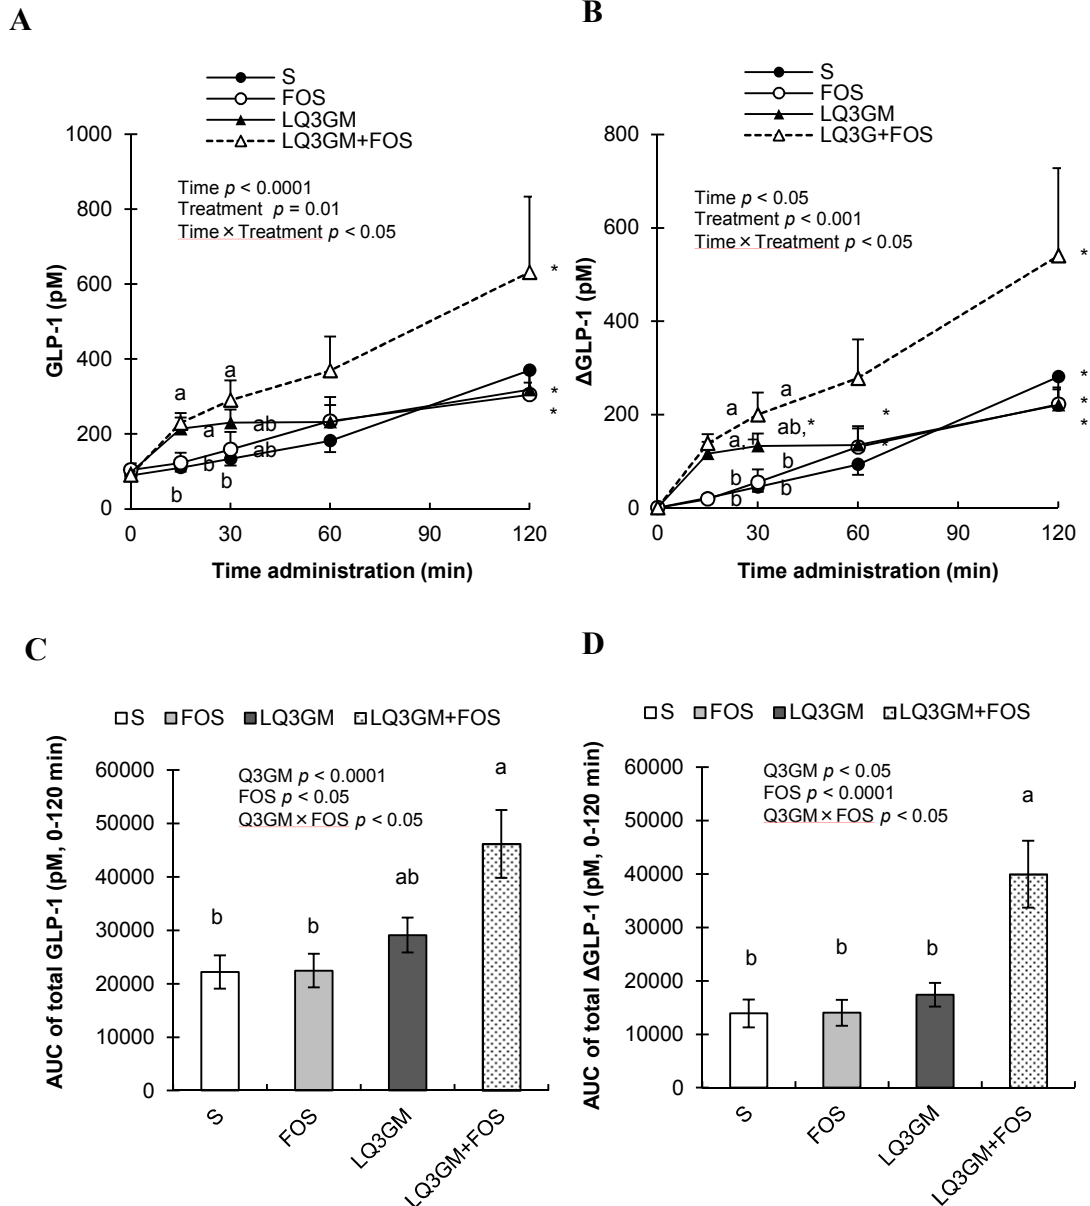 A
S
FOS
LQ3GM
LQ3GM+FOS
1000
800
600
400
200
0
GLP-1 (pM)
Time p < 0.0001
Treatment p = 0.01
Time×Treatment p < 0.05
*
*
*
a
a
a
ab
b
ab
b
b
0
30
60
90
120
Time administration (min)
B
S
FOS
LQ3GM
LQ3G+FOS
800
600
400
200
0
ΔGLP-1 (pM)
Time p < 0.05
Treatment p < 0.001
Time×Treatment p < 0.05
*
*
*
*
a
a
a,+
ab,*
*
*
b
b
b
b
0
30
60
90
120
Time administration (min)
C
S
FOS
LQ3GM
LQ3GM+FOS
60000
50000
40000
30000
20000
10000
0
AUC of total GLP-1 (pM, 0-120 min)
Q3GM p < 0.0001
FOS p < 0.05
Q3GM×FOS p < 0.05
b
b
ab
a
S
FOS
LQ3GM
LQ3GM+FOS
D
S
FOS
LQ3GM
LQ3GM+FOS
60000
50000
40000
30000
20000
10000
0
AUC of total ΔGLP-1 (pM, 0-120 min)
Q3GM p < 0.05
FOS p < 0.0001
Q3GM×FOS p < 0.05
b
b
b
a
S
FOS
LQ3GM
LQ3GM+FOS